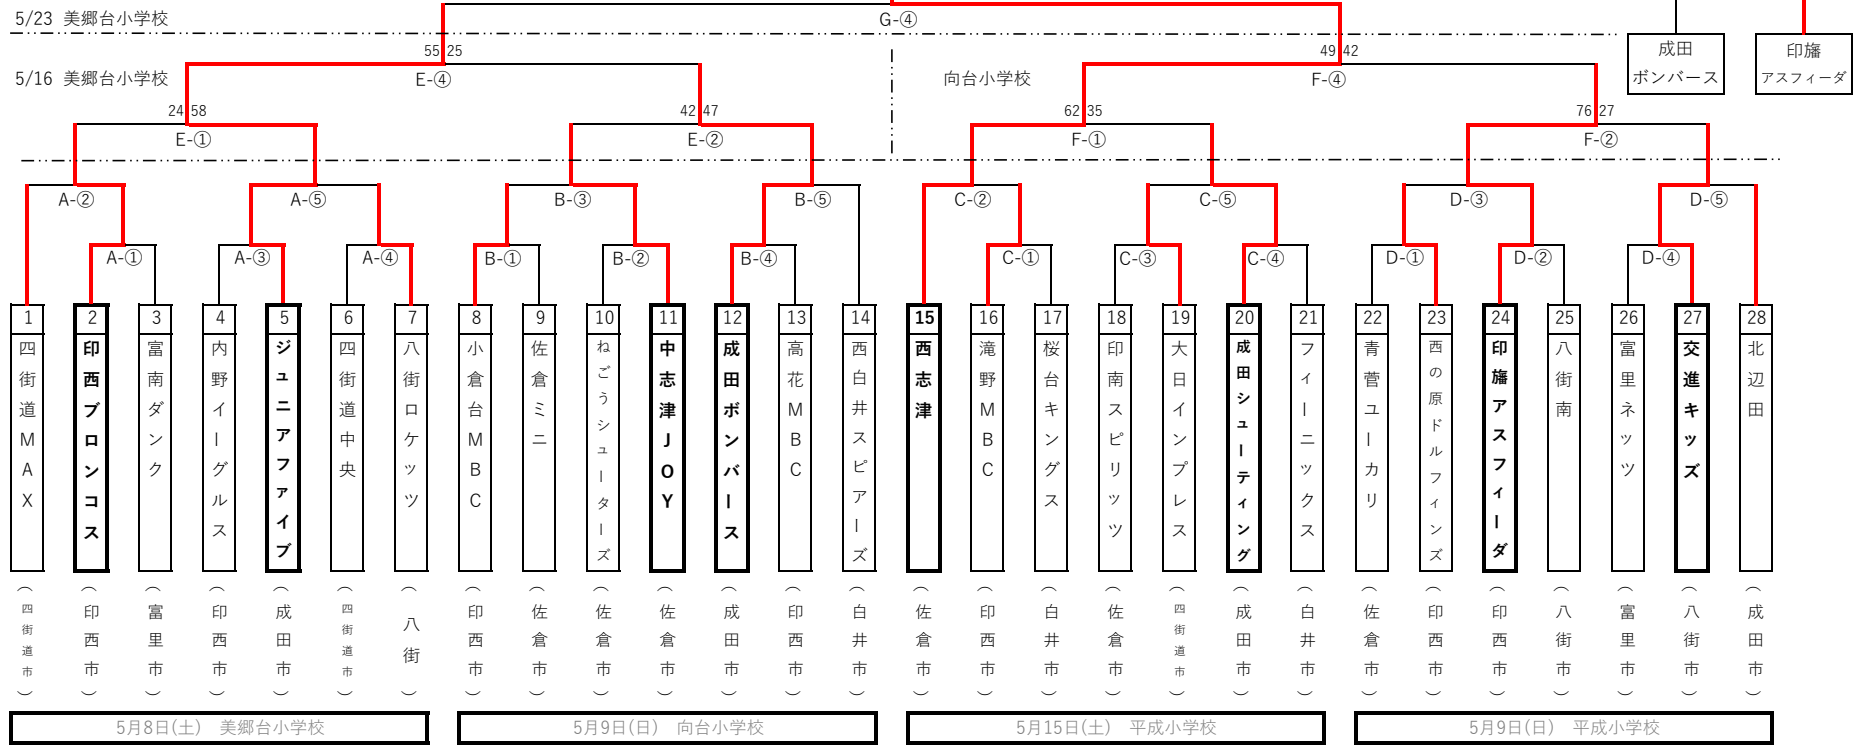 5/23 美郷台小学校
G-④
成田
ボンバース
印旛
アスフィーダ
55 25
49 42
5/16 美郷台小学校
E-④
向台小学校
F-④
24 58
42 47
62 35
76 27
E-①
E-②
F-①
F-②
A-②
A-⑤
B-③
B-⑤
C-②
C-⑤
D-③
D-⑤
A-①
A-③
A-④
B-①
B-②
B-④
C-①
C-③
C-④
D-①
D-②
D-④
1 四街道MAX (四街道市)
2 印西ブロンコス (印西市)
3 富南ダンク (富里市)
4 内野イーグルス (印西市)
5 ジュニアファイブ (成田市)
6 四街道中央 (四街道市)
7 八街ロケッツ (八街)
8 小倉台MBC (印西市)
9 佐倉ミニ (佐倉市)
10 ねごうシューターズ (佐倉市)
11 中志津JOY (佐倉市)
12 成田ボンバース (成田市)
13 高花MBC (印西市)
14 西白井スピアーズ (白井市)
15 西志津 (佐倉市)
16 滝野MBC (印西市)
17 桜台キングス (白井市)
18 印南スピリッツ (佐倉市)
19 大日インプレス (四街道市)
20 成田シューティング (成田市)
21 フィーニックス (白井市)
22 青菅ユーカリ (佐倉市)
23 西の原ドルフィンズ (印西市)
24 印旛アスフィーダ (印西市)
25 八街南 (八街市)
26 富里ネッツ (富里市)
27 交進キッズ (八街市)
28 北辺田 (成田市)
5月8日(土) 美郷台小学校
5月9日(日) 向台小学校
5月15日(土) 平成小学校
5月9日(日) 平成小学校